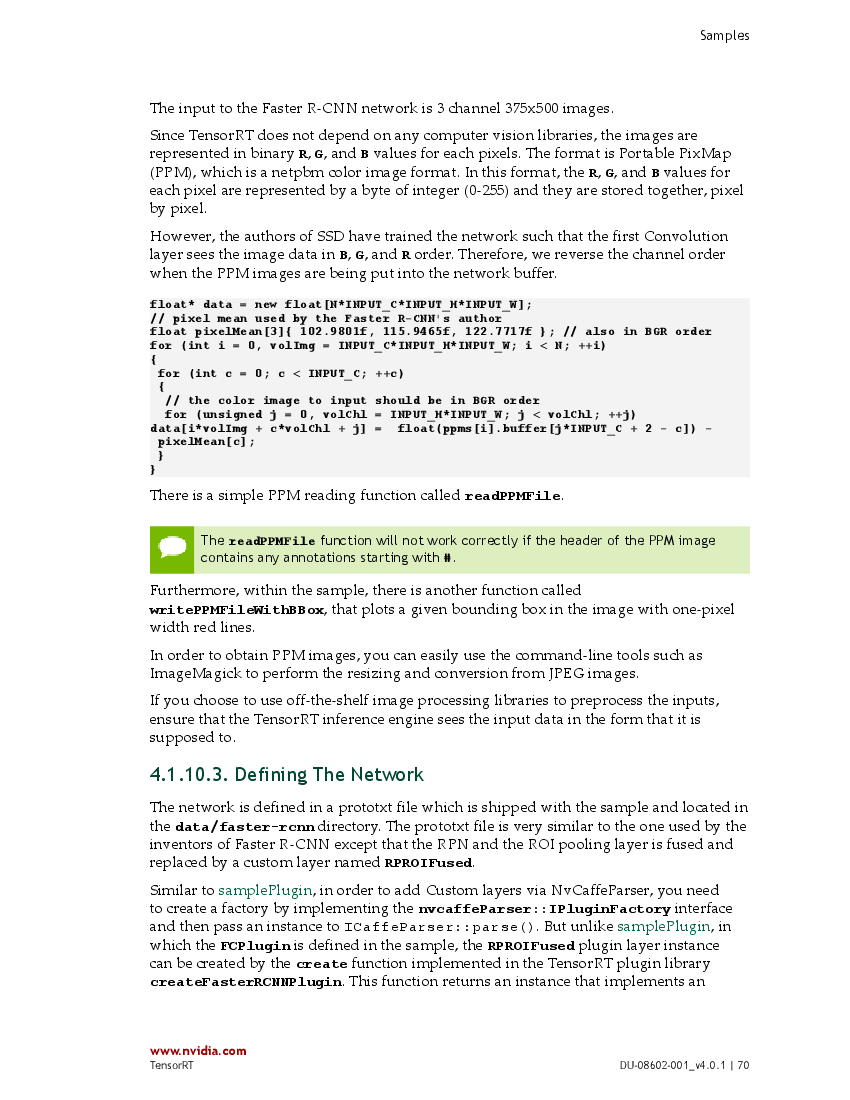 Samples
The input to the Faster R-CNN network is 3 channel 375x500 images.
Since TensorRT does not depend on any computer vision libraries, the images are
represented in binary R, G, and B values for each pixels. The format is Portable PixMap
(PPM), which is a netpbm color image format. In this format, the R, G, and B values for
each pixel are represented by a byte of integer (0-255) and they are stored together, pixel
by pixel.
However, the authors of SSD have trained the network such that the first Convolution
layer sees the image data in B, G, and R order. Therefore, we reverse the channel order
when the PPM images are being put into the network buffer.
float* data = new float[N*INPUT_C*INPUT_H*INPUT_W];
// pixel mean used by the Faster R-CNN's author
float pixelMean[3]{ 102.9801f, 115.9465f, 122.7717f }; // also in BGR order
for (int i = 0, volImg = INPUT_C*INPUT_H*INPUT_W; i < N; ++i)
{
for (int c = 0; c < INPUT_C; ++c)
{
// the color image to input should be in BGR order
for (unsigned j = 0, volChl = INPUT_H*INPUT_W; j < volChl; ++j)
data[i*volImg + c*volChl + j] = float(ppms[i].buffer[j*INPUT_C + 2 - c]) -
pixelMean[c];
}
}
There is a simple PPM reading function called readPPMFile.
The readPPMFile function will not work correctly if the header of the PPM image
contains any annotations starting with #.
Furthermore, within the sample, there is another function called
writePPMFileWithBBox, that plots a given bounding box in the image with one-pixel
width red lines.
In order to obtain PPM images, you can easily use the command-line tools such as
ImageMagick to perform the resizing and conversion from JPEG images.
If you choose to use off-the-shelf image processing libraries to preprocess the inputs,
ensure that the TensorRT inference engine sees the input data in the form that it is
supposed to.
4.1.10.3. Defining The Network
The network is defined in a prototxt file which is shipped with the sample and located in
the data/faster-rcnn directory. The prototxt file is very similar to the one used by the
inventors of Faster R-CNN except that the RPN and the ROI pooling layer is fused and
replaced by a custom layer named RPROIFused.
Similar to samplePlugin, in order to add Custom layers via NvCaffeParser, you need
to create a factory by implementing the nvcaffeParser::IPluginFactory interface
and then pass an instance to ICaffeParser::parse(). But unlike samplePlugin, in
which the FCPlugin is defined in the sample, the RPROIFused plugin layer instance
can be created by the create function implemented in the TensorRT plugin library
createFasterRCNNPlugin. This function returns an instance that implements an
www.nvidia.com
TensorRT
DU-08602-001_v4.0.1 | 70